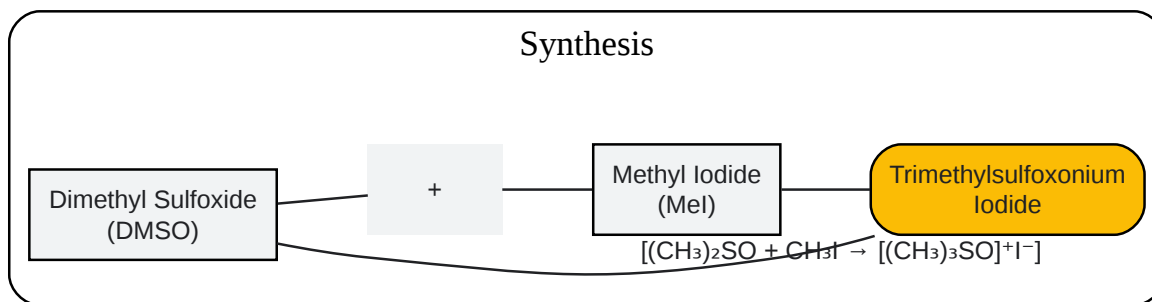 Synthesis
Dimethyl Sulfoxide
(DMSO)
+
Methyl Iodide
(MeI)
Trimethylsulfoxonium
Iodide
[(CH₃)₂SO + CH₃I → [(CH₃)₃SO]⁺I⁻]